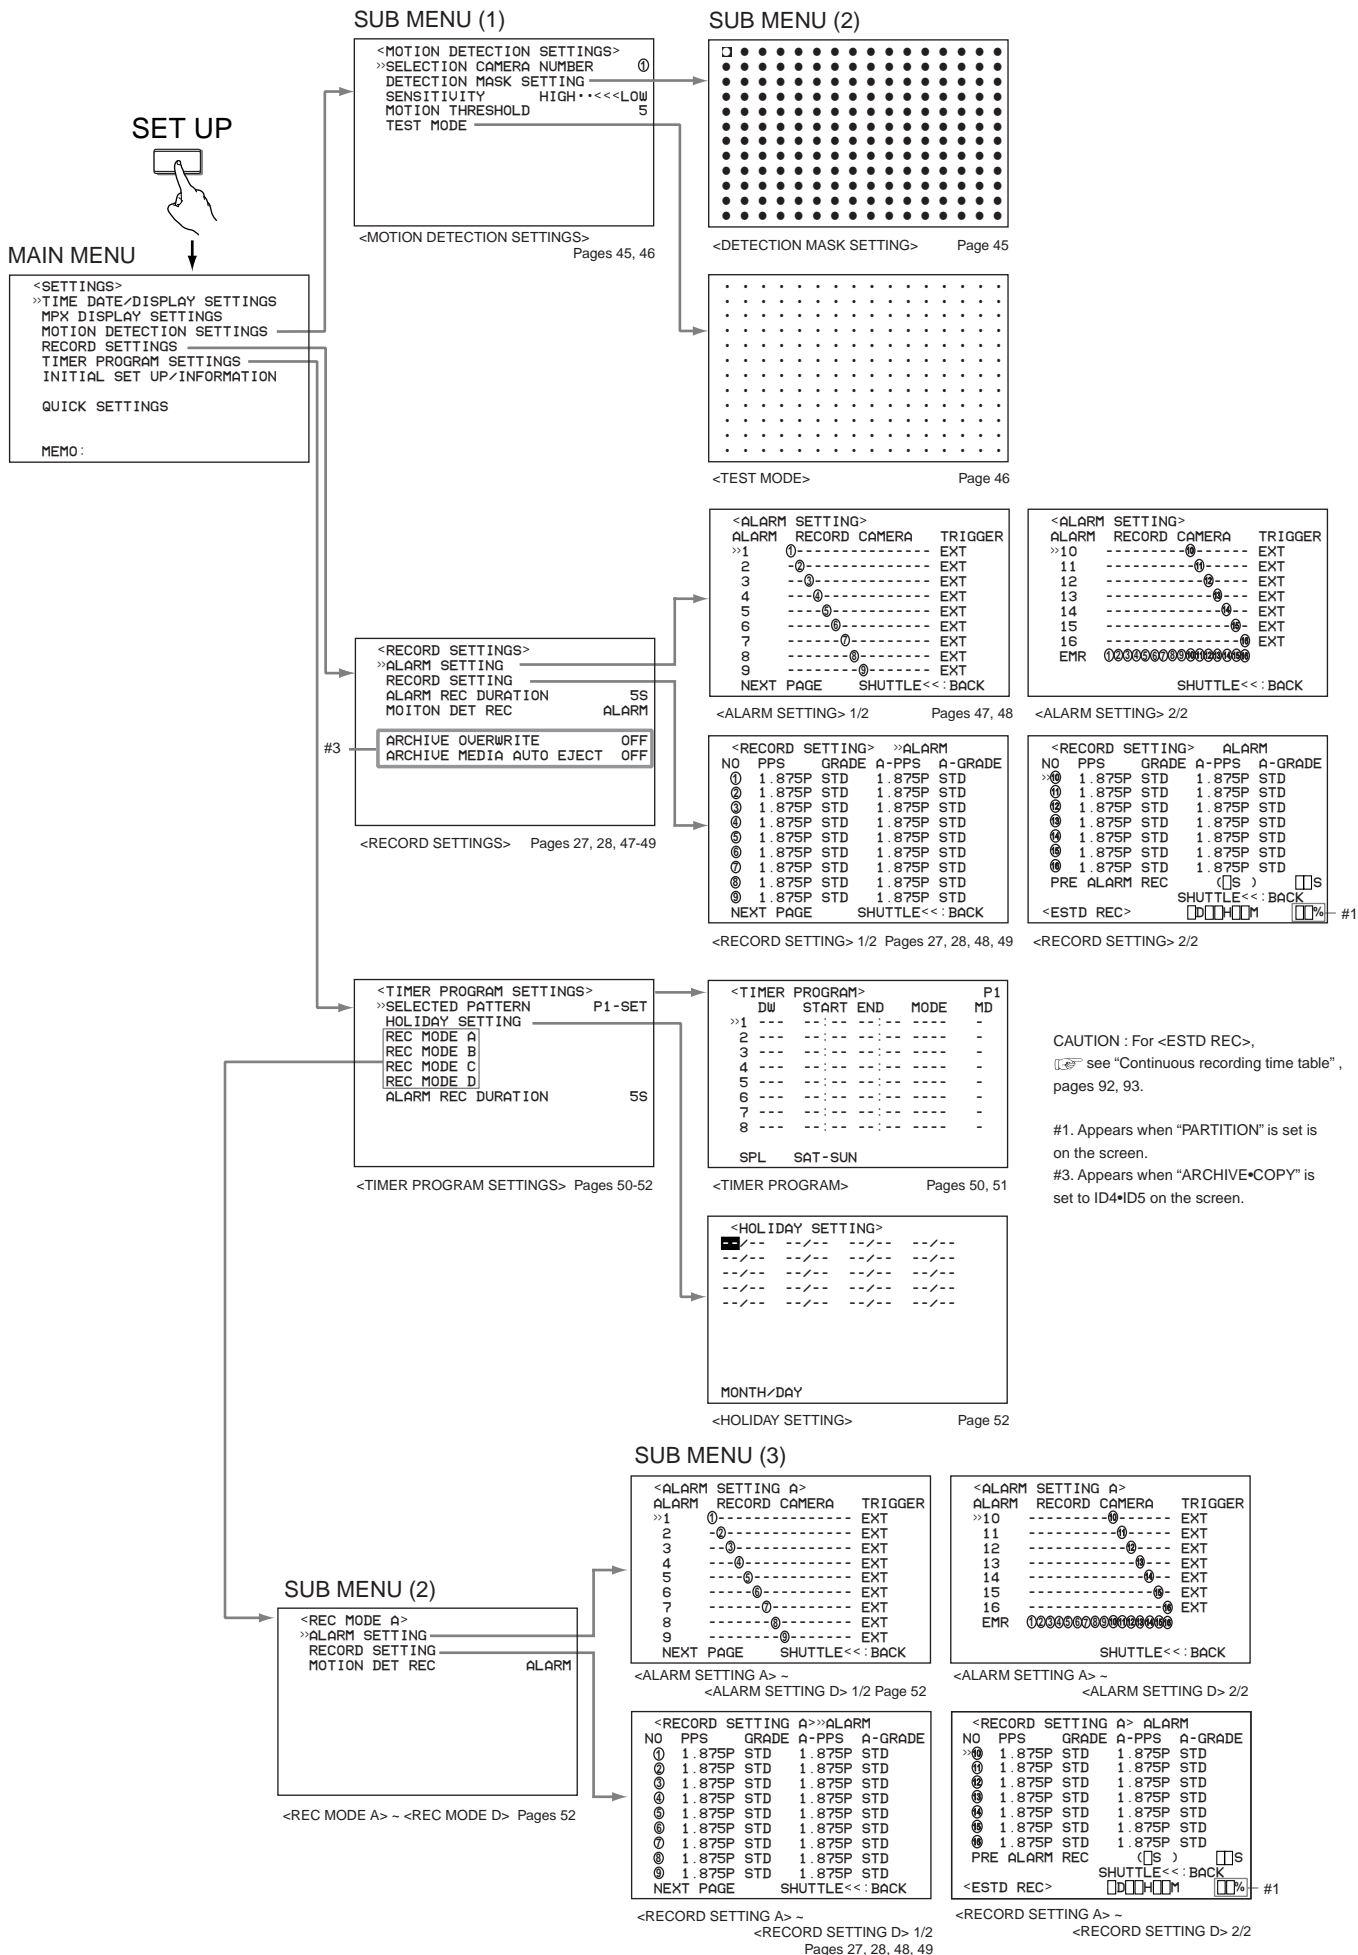 SUB MENU (1)
SUB MENU (2)
<MOTION DETECTION SETTINGS>
»SELECTION CAMERA NUMBER ①
DETECTION MASK SETTING
SENSITIVITY HIGH··<<<LOW
MOTION THRESHOLD 5
TEST MODE
<MOTION DETECTION SETTINGS>
Pages 45, 46
<DETECTION MASK SETTING> Page 45
SET UP
MAIN MENU
<SETTINGS>
»TIME DATE/DISPLAY SETTINGS
MPX DISPLAY SETTINGS
MOTION DETECTION SETTINGS
RECORD SETTINGS
TIMER PROGRAM SETTINGS
INITIAL SET UP/INFORMATION
QUICK SETTINGS
MEMO:
<TEST MODE> Page 46
<ALARM SETTING>
ALARM RECORD CAMERA TRIGGER
»1 ①--------------- EXT
2 -②-------------- EXT
3 --③------------- EXT
4 ---④------------ EXT
5 ----⑤----------- EXT
6 -----⑥---------- EXT
7 ------⑦--------- EXT
8 -------⑧-------- EXT
9 --------⑨------- EXT
NEXT PAGE SHUTTLE<<:BACK
<ALARM SETTING> 1/2 Pages 47, 48
<ALARM SETTING>
ALARM RECORD CAMERA TRIGGER
»10 ---------⑩------ EXT
11 ----------⑪----- EXT
12 -----------⑫---- EXT
13 ------------⑬--- EXT
14 -------------⑭-- EXT
15 --------------⑮- EXT
16 ---------------⑯ EXT
EMR ①②③④⑤⑥⑦⑧⑨⑩⑪⑫⑬⑭⑮⑯
SHUTTLE<<:BACK
<ALARM SETTING> 2/2
<RECORD SETTINGS>
»ALARM SETTING
RECORD SETTING
ALARM REC DURATION 5S
MOITON DET REC ALARM
#3
ARCHIVE OVERWRITE OFF
ARCHIVE MEDIA AUTO EJECT OFF
<RECORD SETTINGS> Pages 27, 28, 47-49
<RECORD SETTING> »ALARM
NO PPS GRADE A-PPS A-GRADE
① 1.875P STD 1.875P STD
② 1.875P STD 1.875P STD
③ 1.875P STD 1.875P STD
④ 1.875P STD 1.875P STD
⑤ 1.875P STD 1.875P STD
⑥ 1.875P STD 1.875P STD
⑦ 1.875P STD 1.875P STD
⑧ 1.875P STD 1.875P STD
⑨ 1.875P STD 1.875P STD
NEXT PAGE SHUTTLE<<:BACK
<RECORD SETTING> 1/2 Pages 27, 28, 48, 49
<RECORD SETTING> ALARM
NO PPS GRADE A-PPS A-GRADE
»⑩ 1.875P STD 1.875P STD
⑪ 1.875P STD 1.875P STD
⑫ 1.875P STD 1.875P STD
⑬ 1.875P STD 1.875P STD
⑭ 1.875P STD 1.875P STD
⑮ 1.875P STD 1.875P STD
⑯ 1.875P STD 1.875P STD
PRE ALARM REC (□S ) □□S
SHUTTLE<<:BACK
<ESTD REC> □D□□H□□M □□% #1
<RECORD SETTING> 2/2
<TIMER PROGRAM SETTINGS>
»SELECTED PATTERN P1-SET
HOLIDAY SETTING
REC MODE A
REC MODE B
REC MODE C
REC MODE D
ALARM REC DURATION 5S
<TIMER PROGRAM SETTINGS> Pages 50-52
<TIMER PROGRAM> P1
DW START END MODE MD
»1 --- --:-- --:-- ---- -
2 --- --:-- --:-- ---- -
3 --- --:-- --:-- ---- -
4 --- --:-- --:-- ---- -
5 --- --:-- --:-- ---- -
6 --- --:-- --:-- ---- -
7 --- --:-- --:-- ---- -
8 --- --:-- --:-- ---- -
SPL SAT-SUN
<TIMER PROGRAM> Pages 50, 51
CAUTION : For <ESTD REC>,
☞ see “Continuous recording time table” ,
pages 92, 93.
#1. Appears when “PARTITION” is set is
on the screen.
#3. Appears when “ARCHIVE•COPY” is
set to ID4•ID5 on the screen.
<HOLIDAY SETTING>
--/-- --/-- --/-- --/--
--/-- --/-- --/-- --/--
--/-- --/-- --/-- --/--
--/-- --/-- --/-- --/--
--/-- --/-- --/-- --/--
MONTH/DAY
<HOLIDAY SETTING> Page 52
SUB MENU (3)
SUB MENU (2)
<REC MODE A>
»ALARM SETTING
RECORD SETTING
MOTION DET REC ALARM
<REC MODE A> ~ <REC MODE D> Pages 52
<ALARM SETTING A>
ALARM RECORD CAMERA TRIGGER
»1 ①--------------- EXT
2 -②-------------- EXT
3 --③------------- EXT
4 ---④------------ EXT
5 ----⑤----------- EXT
6 -----⑥---------- EXT
7 ------⑦--------- EXT
8 -------⑧-------- EXT
9 --------⑨------- EXT
NEXT PAGE SHUTTLE<<:BACK
<ALARM SETTING A> ~
<ALARM SETTING D> 1/2 Page 52
<ALARM SETTING A>
ALARM RECORD CAMERA TRIGGER
»10 ---------⑩------ EXT
11 ----------⑪----- EXT
12 -----------⑫---- EXT
13 ------------⑬--- EXT
14 -------------⑭-- EXT
15 --------------⑮- EXT
16 ---------------⑯ EXT
EMR ①②③④⑤⑥⑦⑧⑨⑩⑪⑫⑬⑭⑮⑯
SHUTTLE<<:BACK
<ALARM SETTING A> ~
<ALARM SETTING D> 2/2
<RECORD SETTING A>»ALARM
NO PPS GRADE A-PPS A-GRADE
① 1.875P STD 1.875P STD
② 1.875P STD 1.875P STD
③ 1.875P STD 1.875P STD
④ 1.875P STD 1.875P STD
⑤ 1.875P STD 1.875P STD
⑥ 1.875P STD 1.875P STD
⑦ 1.875P STD 1.875P STD
⑧ 1.875P STD 1.875P STD
⑨ 1.875P STD 1.875P STD
NEXT PAGE SHUTTLE<<:BACK
<RECORD SETTING A> ~
<RECORD SETTING D> 1/2
Pages 27, 28, 48, 49
<RECORD SETTING A> ALARM
NO PPS GRADE A-PPS A-GRADE
»⑩ 1.875P STD 1.875P STD
⑪ 1.875P STD 1.875P STD
⑫ 1.875P STD 1.875P STD
⑬ 1.875P STD 1.875P STD
⑭ 1.875P STD 1.875P STD
⑮ 1.875P STD 1.875P STD
⑯ 1.875P STD 1.875P STD
PRE ALARM REC (□S ) □□S
SHUTTLE<<:BACK
<ESTD REC> □D□□H□□M □□% #1
<RECORD SETTING A> ~
<RECORD SETTING D> 2/2